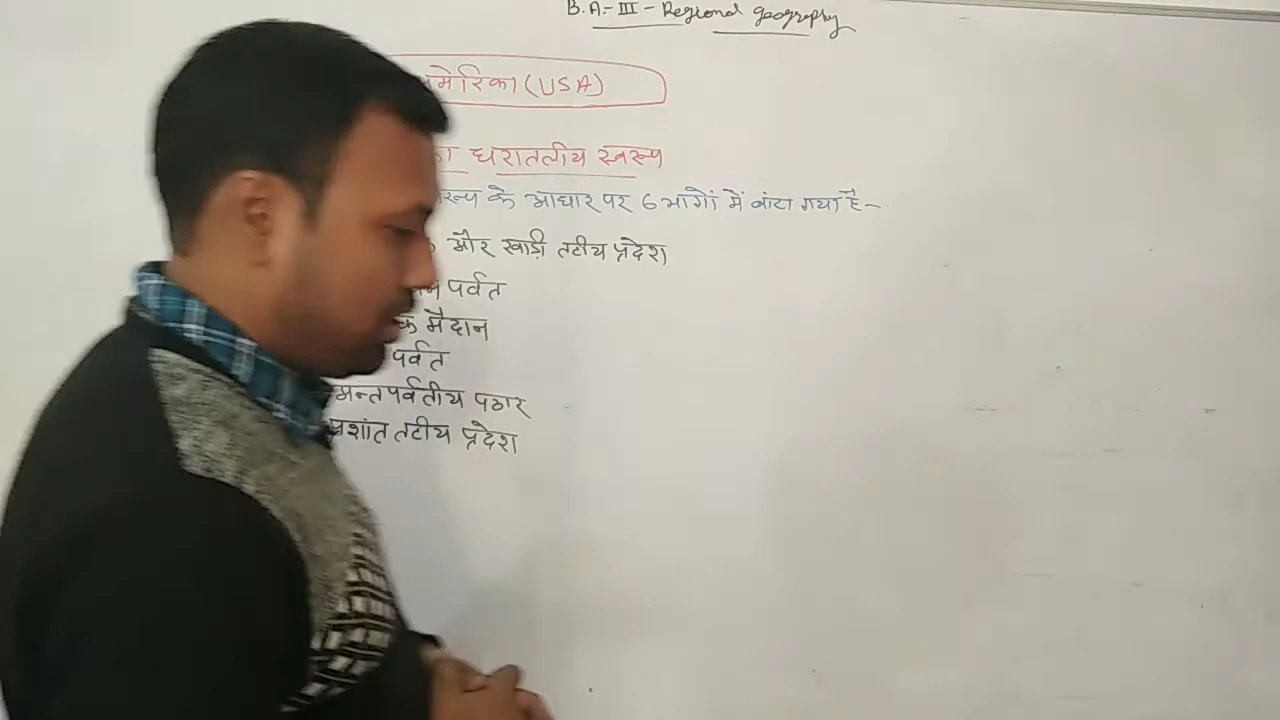 B.A.-III - Regional geography
मेरिका (USA)
का धरातलीय स्वरूप
के आधार पर 6 भागों में बांटा गया है-
और खाड़ी तटीय प्रदेश
पर्वत
के मैदान
पर्वत
अन्तपर्वतीय पठार
प्रशांत तटीय प्रदेश